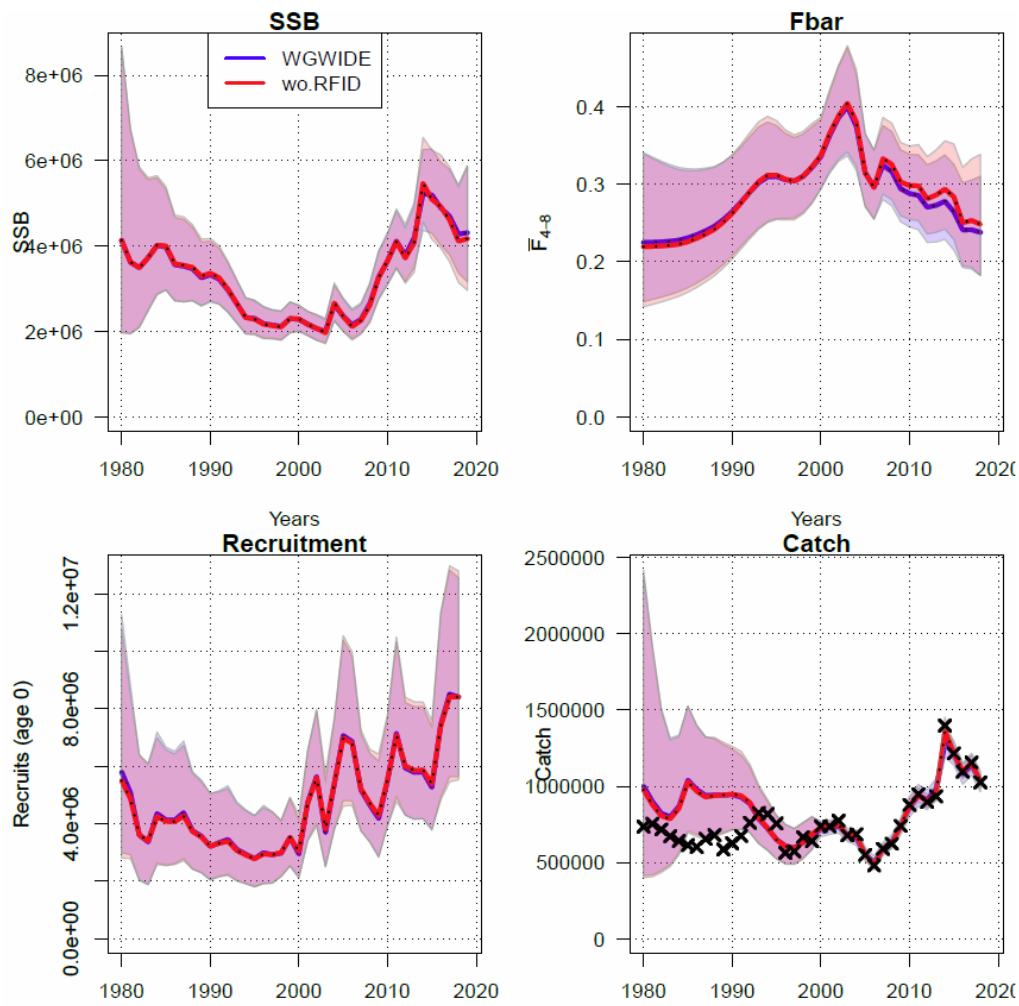 SSB
WGWIDE
wo.RFID
8e+06
6e+06
4e+06
2e+06
0e+00
SSB
1980 1990 2000 2010 2020
Years
Fbar
0.4
0.3
0.2
0.1
0.0
F̅4-8
1980 1990 2000 2010 2020
Years
Recruitment
1.2e+07
8.0e+06
4.0e+06
0.0e+00
Recruits (age 0)
1980 1990 2000 2010 2020
Catch
2500000
2000000
1500000
1000000
500000
0
Catch
1980 1990 2000 2010 2020